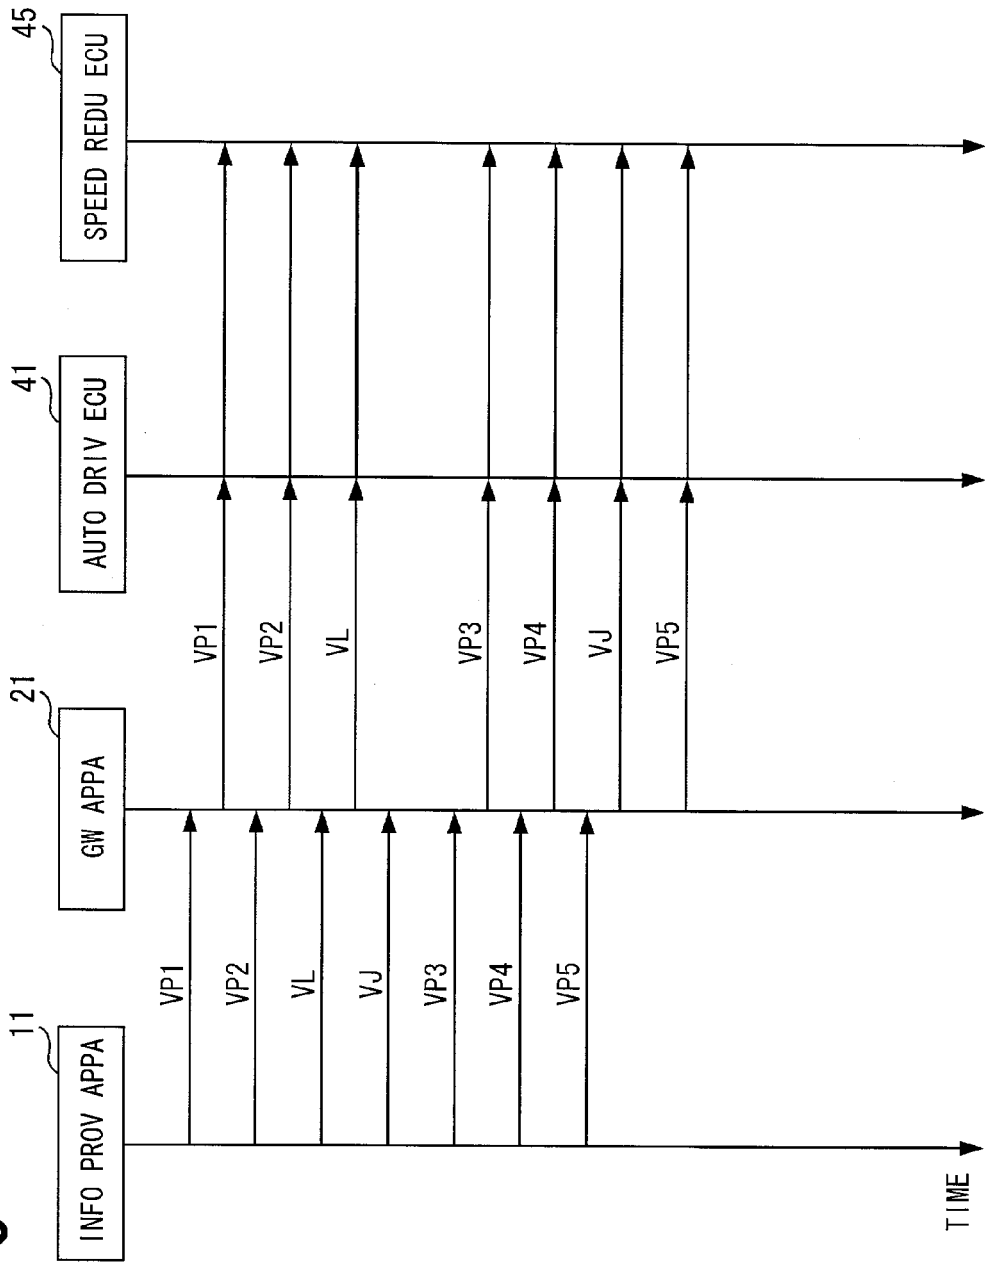 INFO PROV APPA
11
GW APPA
21
AUTO DRIV ECU
41
SPEED REDU ECU
45
VP1
VP2
VL
VJ
VP3
VP4
VP5
VP1
VP2
VL
VP3
VP4
VJ
VP5
TIME